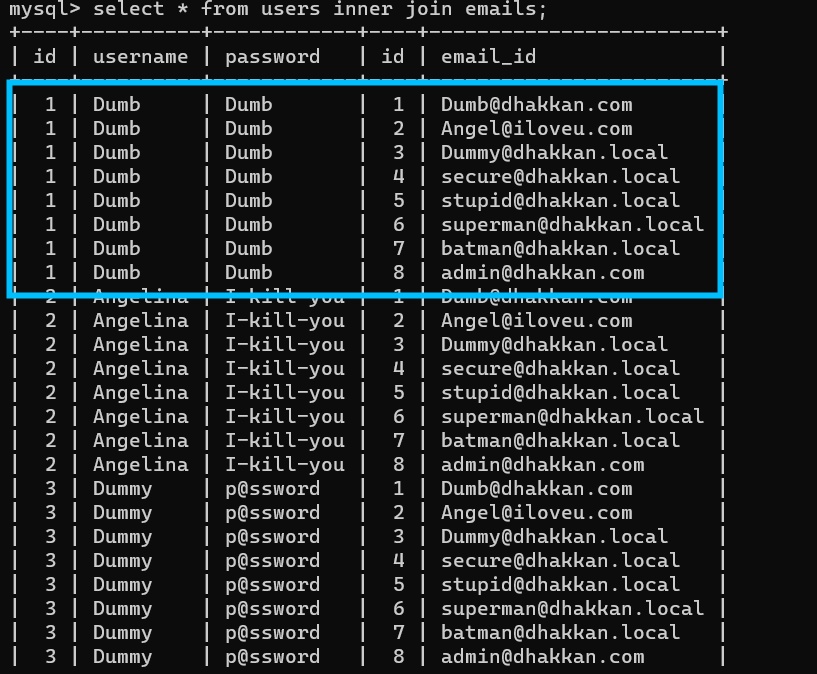 mysql> select * from users inner join emails;
+----+----------+------------+----+------------------------+
| id | username | password   | id | email_id               |
+----+----------+------------+----+------------------------+
|  1 | Dumb     | Dumb       |  1 | Dumb@dhakkan.com       |
|  1 | Dumb     | Dumb       |  2 | Angel@iloveu.com       |
|  1 | Dumb     | Dumb       |  3 | Dummy@dhakkan.local    |
|  1 | Dumb     | Dumb       |  4 | secure@dhakkan.local   |
|  1 | Dumb     | Dumb       |  5 | stupid@dhakkan.local   |
|  1 | Dumb     | Dumb       |  6 | superman@dhakkan.local |
|  1 | Dumb     | Dumb       |  7 | batman@dhakkan.local   |
|  1 | Dumb     | Dumb       |  8 | admin@dhakkan.com      |
|  2 | Angelina | I-kill-you |  1 | Dumb@dhakkan.com       |
|  2 | Angelina | I-kill-you |  2 | Angel@iloveu.com       |
|  2 | Angelina | I-kill-you |  3 | Dummy@dhakkan.local    |
|  2 | Angelina | I-kill-you |  4 | secure@dhakkan.local   |
|  2 | Angelina | I-kill-you |  5 | stupid@dhakkan.local   |
|  2 | Angelina | I-kill-you |  6 | superman@dhakkan.local |
|  2 | Angelina | I-kill-you |  7 | batman@dhakkan.local   |
|  2 | Angelina | I-kill-you |  8 | admin@dhakkan.com      |
|  3 | Dummy    | p@ssword   |  1 | Dumb@dhakkan.com       |
|  3 | Dummy    | p@ssword   |  2 | Angel@iloveu.com       |
|  3 | Dummy    | p@ssword   |  3 | Dummy@dhakkan.local    |
|  3 | Dummy    | p@ssword   |  4 | secure@dhakkan.local   |
|  3 | Dummy    | p@ssword   |  5 | stupid@dhakkan.local   |
|  3 | Dummy    | p@ssword   |  6 | superman@dhakkan.local |
|  3 | Dummy    | p@ssword   |  7 | batman@dhakkan.local   |
|  3 | Dummy    | p@ssword   |  8 | admin@dhakkan.com      |